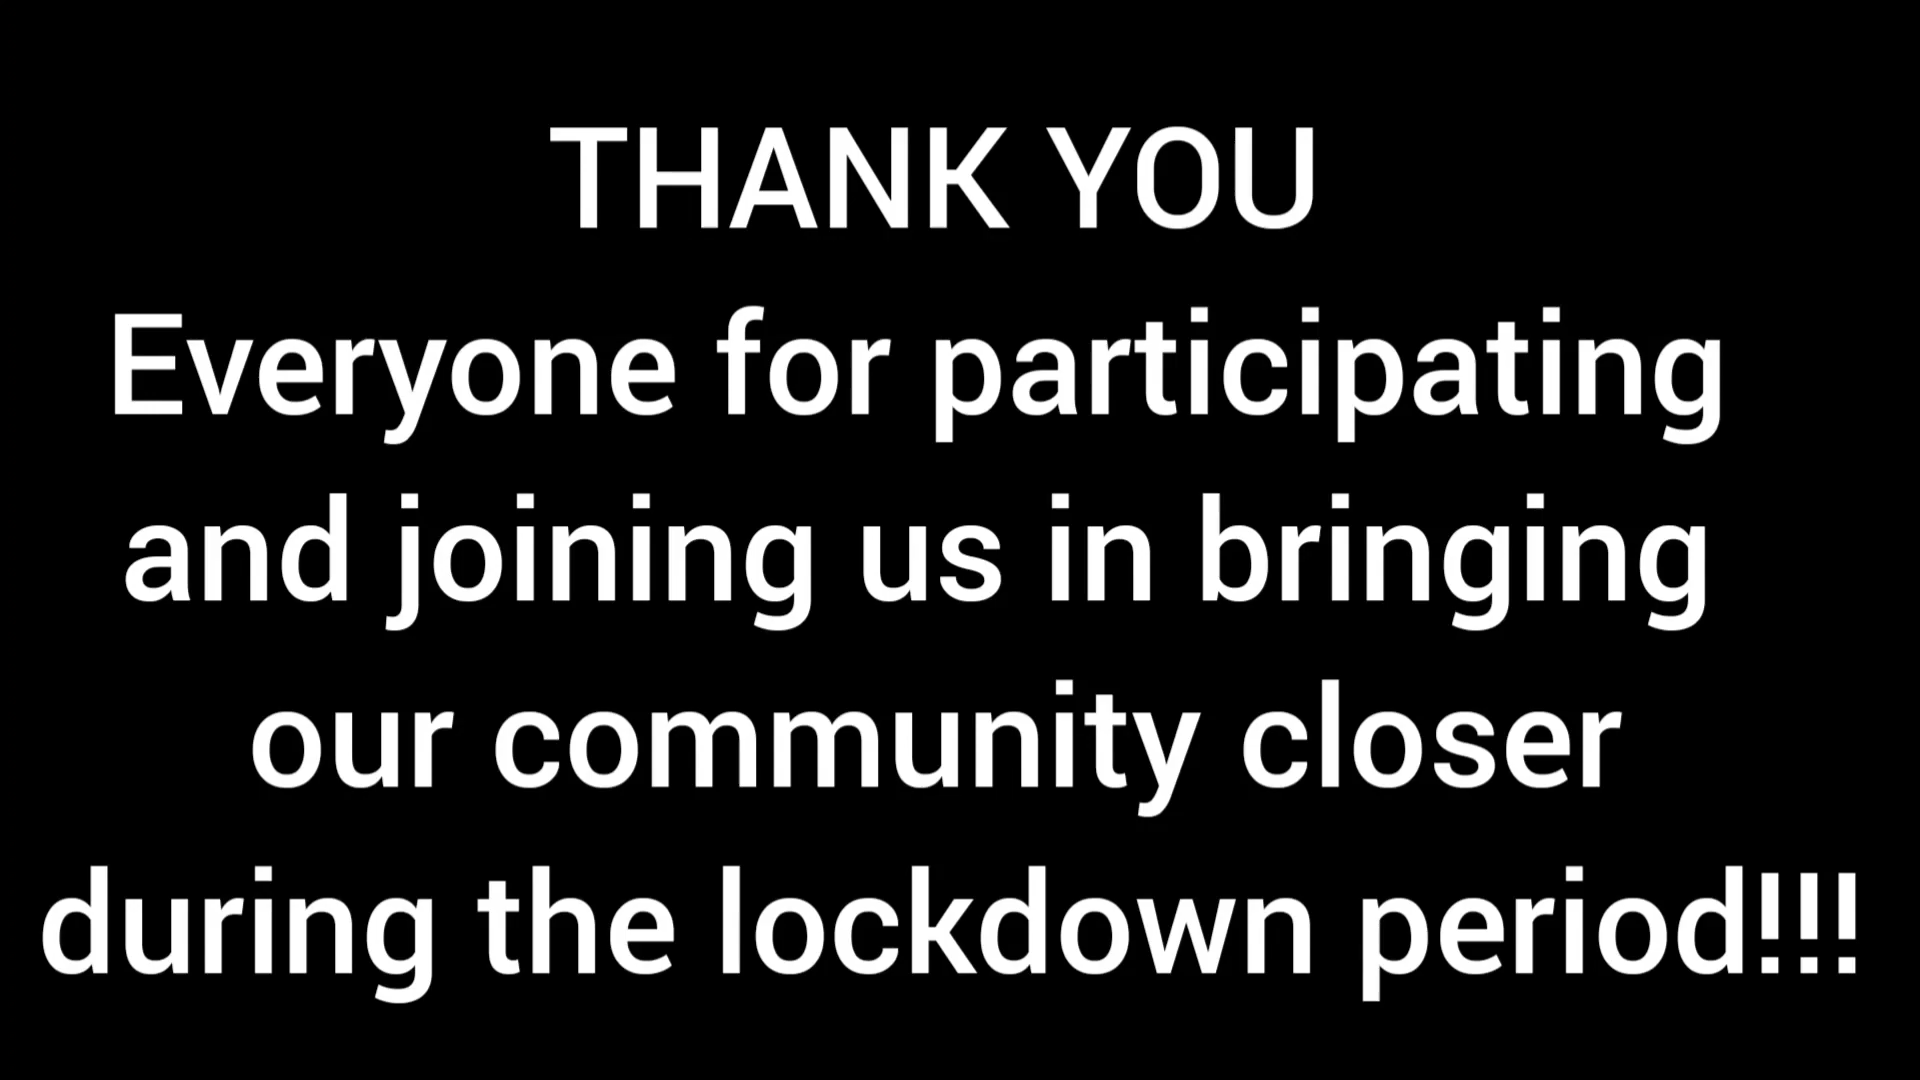 THANK YOU
Everyone for participating
and joining us in bringing
our community closer
during the lockdown period!!!